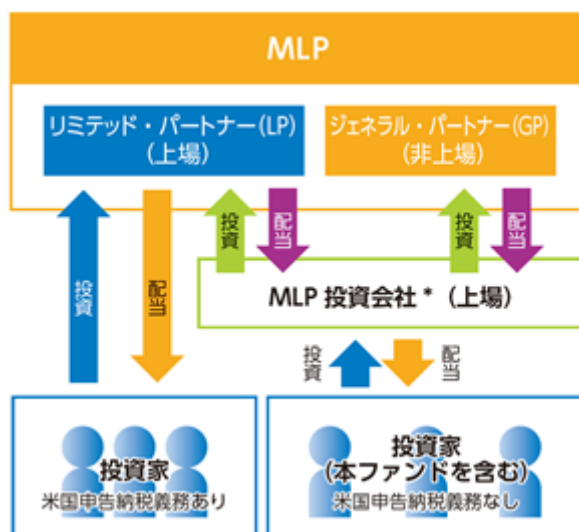 MLP
リミテッド・パートナー(LP)
(上場)
ジェネラル・パートナー(GP)
(非上場)
投資
配当
投資
配当
投資
配当
MLP 投資会社*(上場)
投資
配当
投資家
米国申告納税義務あり
投資家
(本ファンドを含む)
米国申告納税義務なし